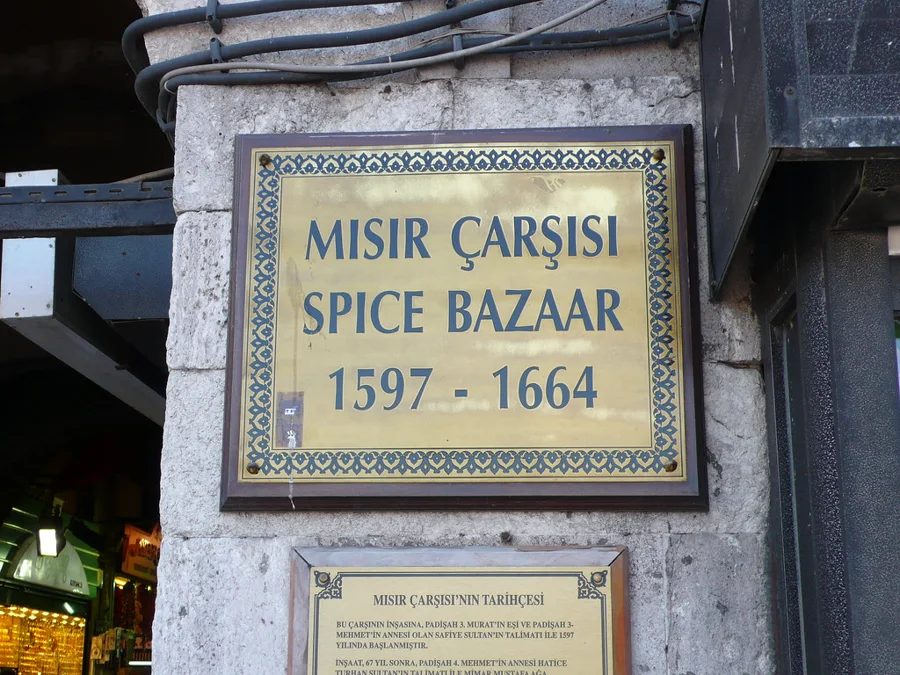 MISIR ÇARŞISI
SPICE BAZAAR
1597 - 1664
MISIR ÇARŞISI'NIN TARİHÇESİ
BU ÇARŞININ İNŞASINA, PADİŞAH 3. MURAT'IN EŞİ VE PADİŞAH 3-
MEHMET'İN ANNESİ OLAN SAFİYE SULTAN'IN TALİMATI İLE 1597
YILINDA BAŞLANMIŞTIR.
İNŞAAT, 67 YIL SONRA, PADİŞAH 4. MEHMET'İN ANNESİ HATİCE
TURHAN SULTAN'IN TALİMATI İLE MİMAR MUSTAFA AĞA